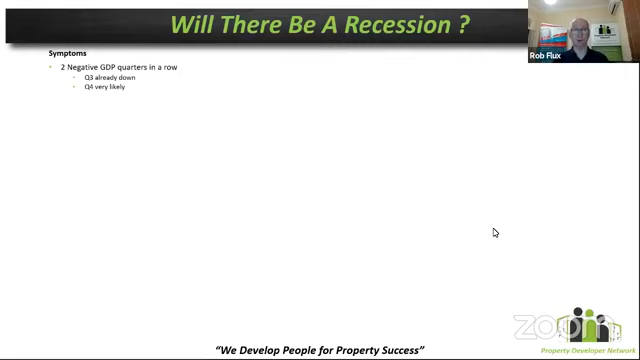 Will There Be A Recession ?
Rob Flux
Symptoms
• 2 Negative GDP quarters in a row
• Q3 already down
• Q4 very likely
zoom
Property Developer Network
“We Develop People for Property Success”